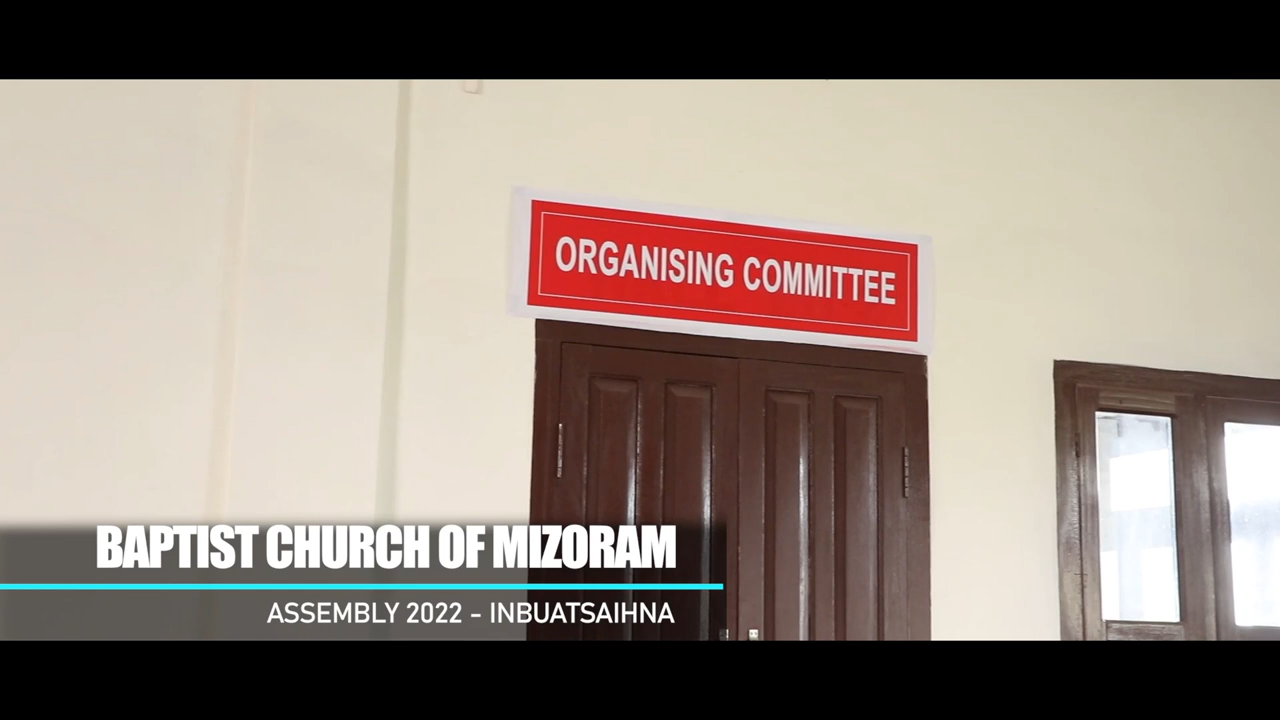 ORGANISING COMMITTEE
BAPTIST CHURCH OF MIZORAM
ASSEMBLY 2022 - INBUATSAIHNA